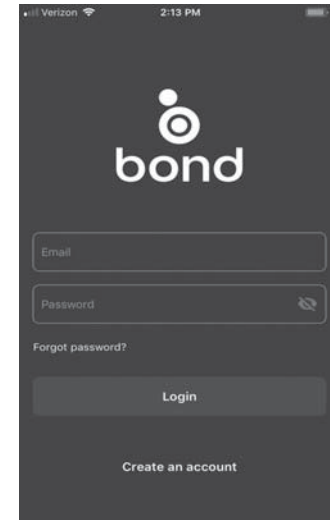 Verizon 2:13 PM
bond
Email
Password
Forgot password?
Login
Create an account